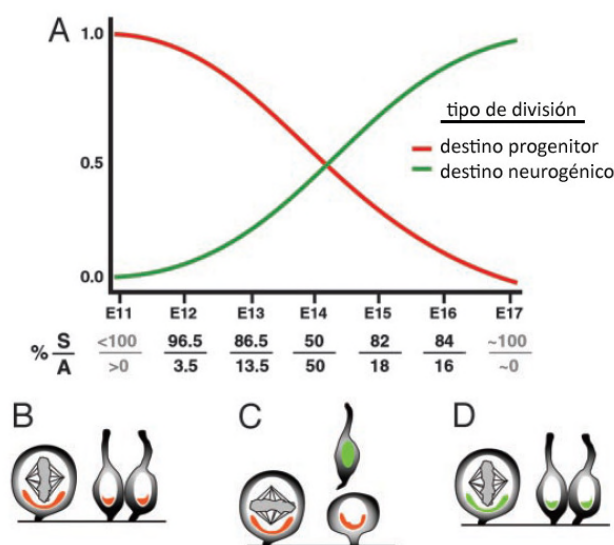 A
1.0
0.5
0.0
tipo de división
destino progenitor
destino neurogénico
E11 E12 E13 E14 E15 E16 E17
% S <100 96.5 86.5 50 82 84 ~100
A >0 3.5 13.5 50 18 16 ~0
B C D